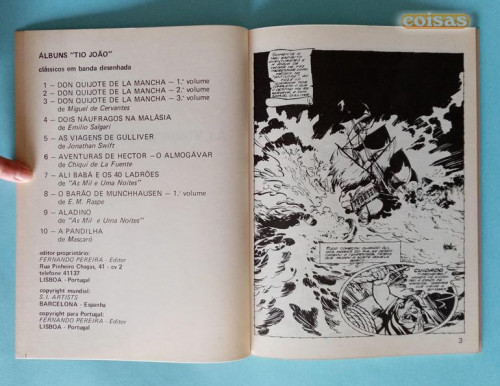 coisas
ÁLBUNS "TIO JOÃO"
clássicos em banda desenhada
1 – DON QUIJOTE DE LA MANCHA – 1.º volume
2 – DON QUIJOTE DE LA MANCHA – 2.º volume
3 – DON QUIJOTE DE LA MANCHA – 3.º volume
de Miguel de Cervantes
4 – DOIS NÁUFRAGOS NA MALÁSIA
de Emilio Salgari
5 – AS VIAGENS DE GULLIVER
de Jonathan Swift
6 – AVENTURAS DE HECTOR – O ALMOGÁVAR
de Chiqui de La Fuente
7 – ALI BABÁ E OS 40 LADRÕES
de "As Mil e Uma Noites"
8 – O BARÃO DE MUNCHHAUSEN – 1.º volume
de E. M. Raspe
9 – ALADINO
de "As Mil e Uma Noites"
10 – A PANDILHA
de Mascaró
editor-proprietário:
FERNANDO PEREIRA - Editor
Rua Pinheiro Chagas, 41 - cv 2
telefone 41137
LISBOA - Portugal
copyright mundial:
S.I. ARTISTS
BARCELONA - Espanha
copyright para Portugal:
FERNANDO PEREIRA - Editor
LISBOA - Portugal
TUDO COMEÇOU QUANDO
CUIDADO
3